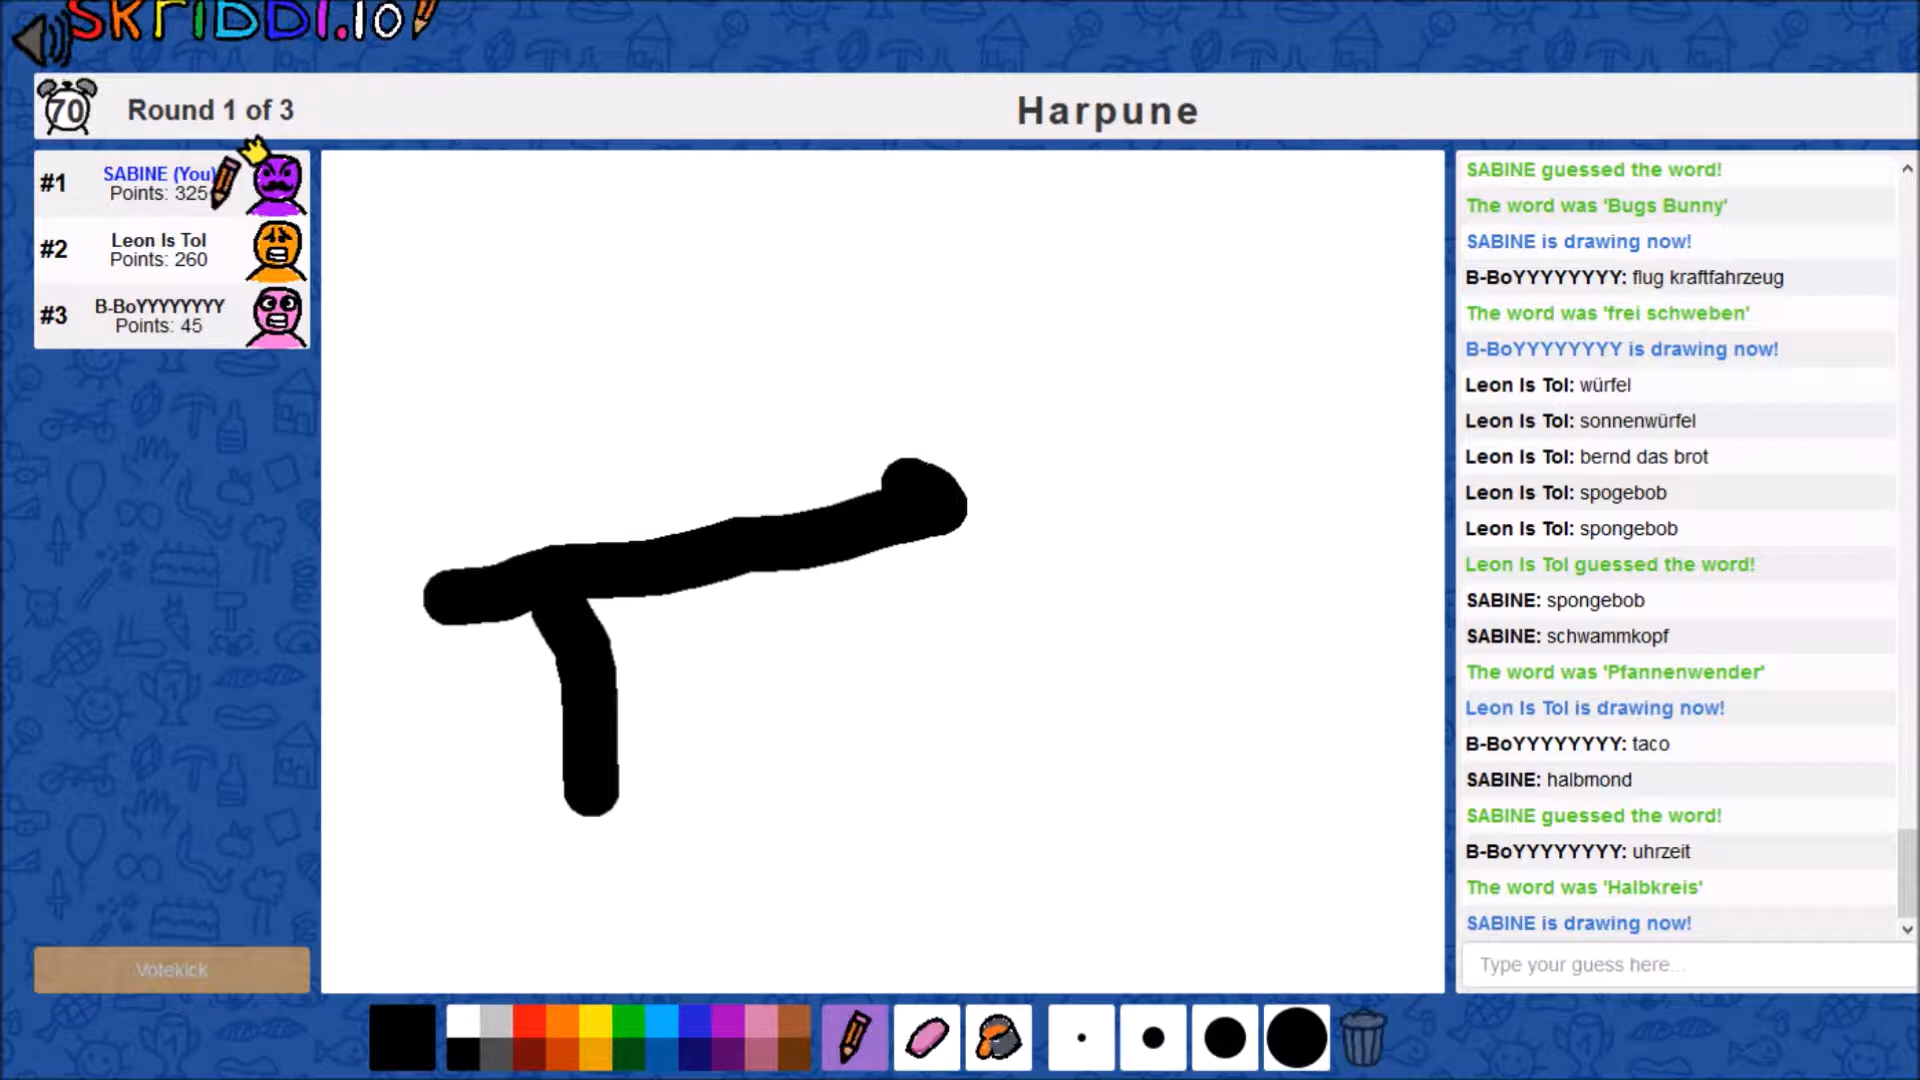 skribbl.io
70
Round 1 of 3
Harpune
#1
SABINE (You)
Points: 325
#2
Leon Is Tol
Points: 260
#3
B-BoYYYYYYYY
Points: 45
SABINE guessed the word!
The word was 'Bugs Bunny'
SABINE is drawing now!
B-BoYYYYYYYY: flug kraftfahrzeug
The word was 'frei schweben'
B-BoYYYYYYYY is drawing now!
Leon Is Tol: würfel
Leon Is Tol: sonnenwürfel
Leon Is Tol: bernd das brot
Leon Is Tol: spogebob
Leon Is Tol: spongebob
Leon Is Tol guessed the word!
SABINE: spongebob
SABINE: schwammkopf
The word was 'Pfannenwender'
Leon Is Tol is drawing now!
B-BoYYYYYYYY: taco
SABINE: halbmond
SABINE guessed the word!
B-BoYYYYYYYY: uhrzeit
The word was 'Halbkreis'
SABINE is drawing now!
Type your guess here...
Votekick